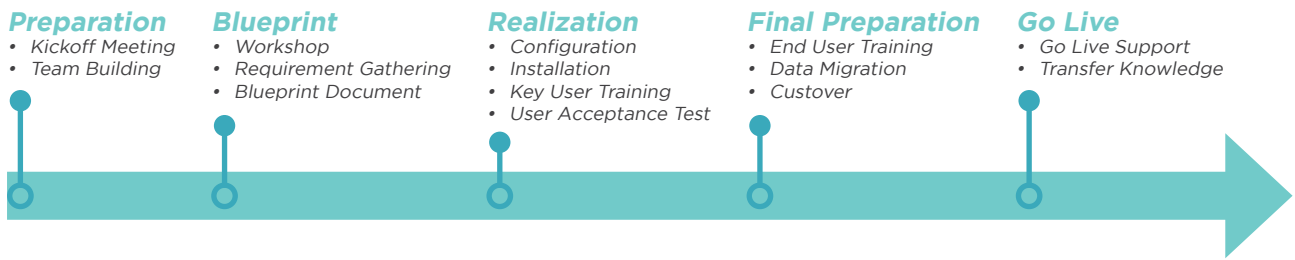 Preparation
• Kickoff Meeting
• Team Building
Blueprint
• Workshop
• Requirement Gathering
• Blueprint Document
Realization
• Configuration
• Installation
• Key User Training
• User Acceptance Test
Final Preparation
• End User Training
• Data Migration
• Custover
Go Live
• Go Live Support
• Transfer Knowledge